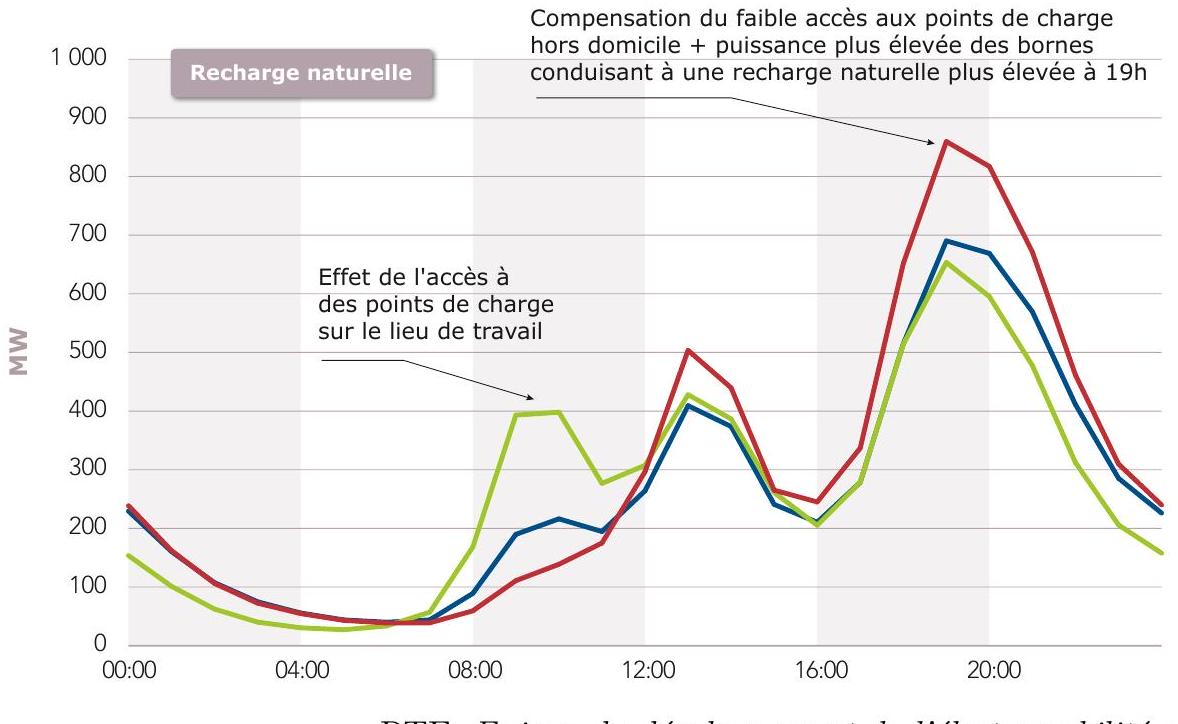 Compensation du faible accès aux points de charge
hors domicile + puissance plus élevée des bornes
conduisant à une recharge naturelle plus élevée à 19h
Recharge naturelle
Effet de l'accès à
des points de charge
sur le lieu de travail
MW
1 000
900
800
700
600
500
400
300
200
100
0
00:00 04:00 08:00 12:00 16:00 20:00